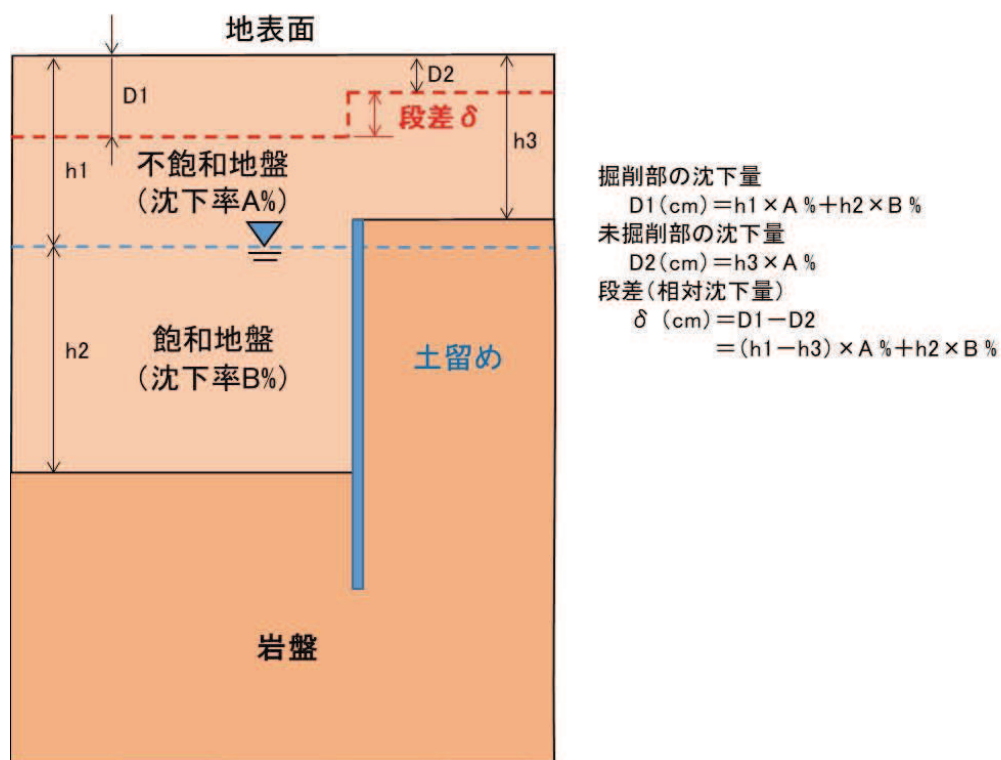 地表面
D1
D2
段差δ
h1
h3
不飽和地盤
(沈下率A%)
h2
飽和地盤
(沈下率B%)
土留め
岩盤
掘削部の沈下量
D1(cm)=h1×A%+h2×B%
未掘削部の沈下量
D2(cm)=h3×A%
段差(相対沈下量)
δ (cm)=D1-D2
=(h1-h3)×A%+h2×B%